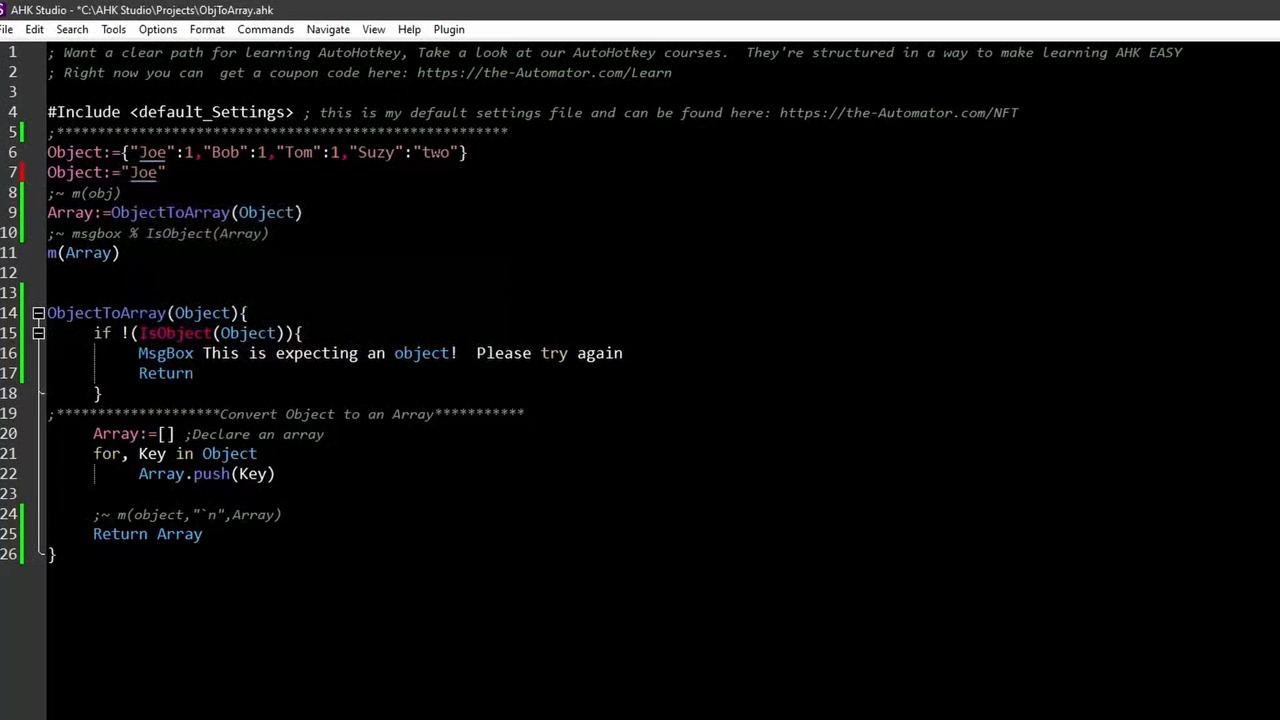 AHK Studio - *C:\AHK Studio\Projects\ObjToArray.ahk
File Edit Search Tools Options Format Commands Navigate View Help Plugin
1 ; Want a clear path for learning AutoHotkey, Take a look at our AutoHotkey courses.  They're structured in a way to make learning AHK EASY
2 ; Right now you can  get a coupon code here: https://the-Automator.com/Learn
3
4 #Include <default_Settings> ; this is my default settings file and can be found here: https://the-Automator.com/NFT
5 ;*******************************************************
6 Object:={"Joe":1,"Bob":1,"Tom":1,"Suzy":"two"}
7 Object:="Joe"
8 ;~ m(obj)
9 Array:=ObjectToArray(Object)
10 ;~ msgbox % IsObject(Array)
11 m(Array)
12
13
14 ObjectToArray(Object){
15 if !(IsObject(Object)){
16 MsgBox This is expecting an object!  Please try again
17 Return
18 }
19 ;********************Convert Object to an Array***********
20 Array:=[] ;Declare an array
21 for, Key in Object
22 Array.push(Key)
23
24 ;~ m(object,"`n",Array)
25 Return Array
26 }